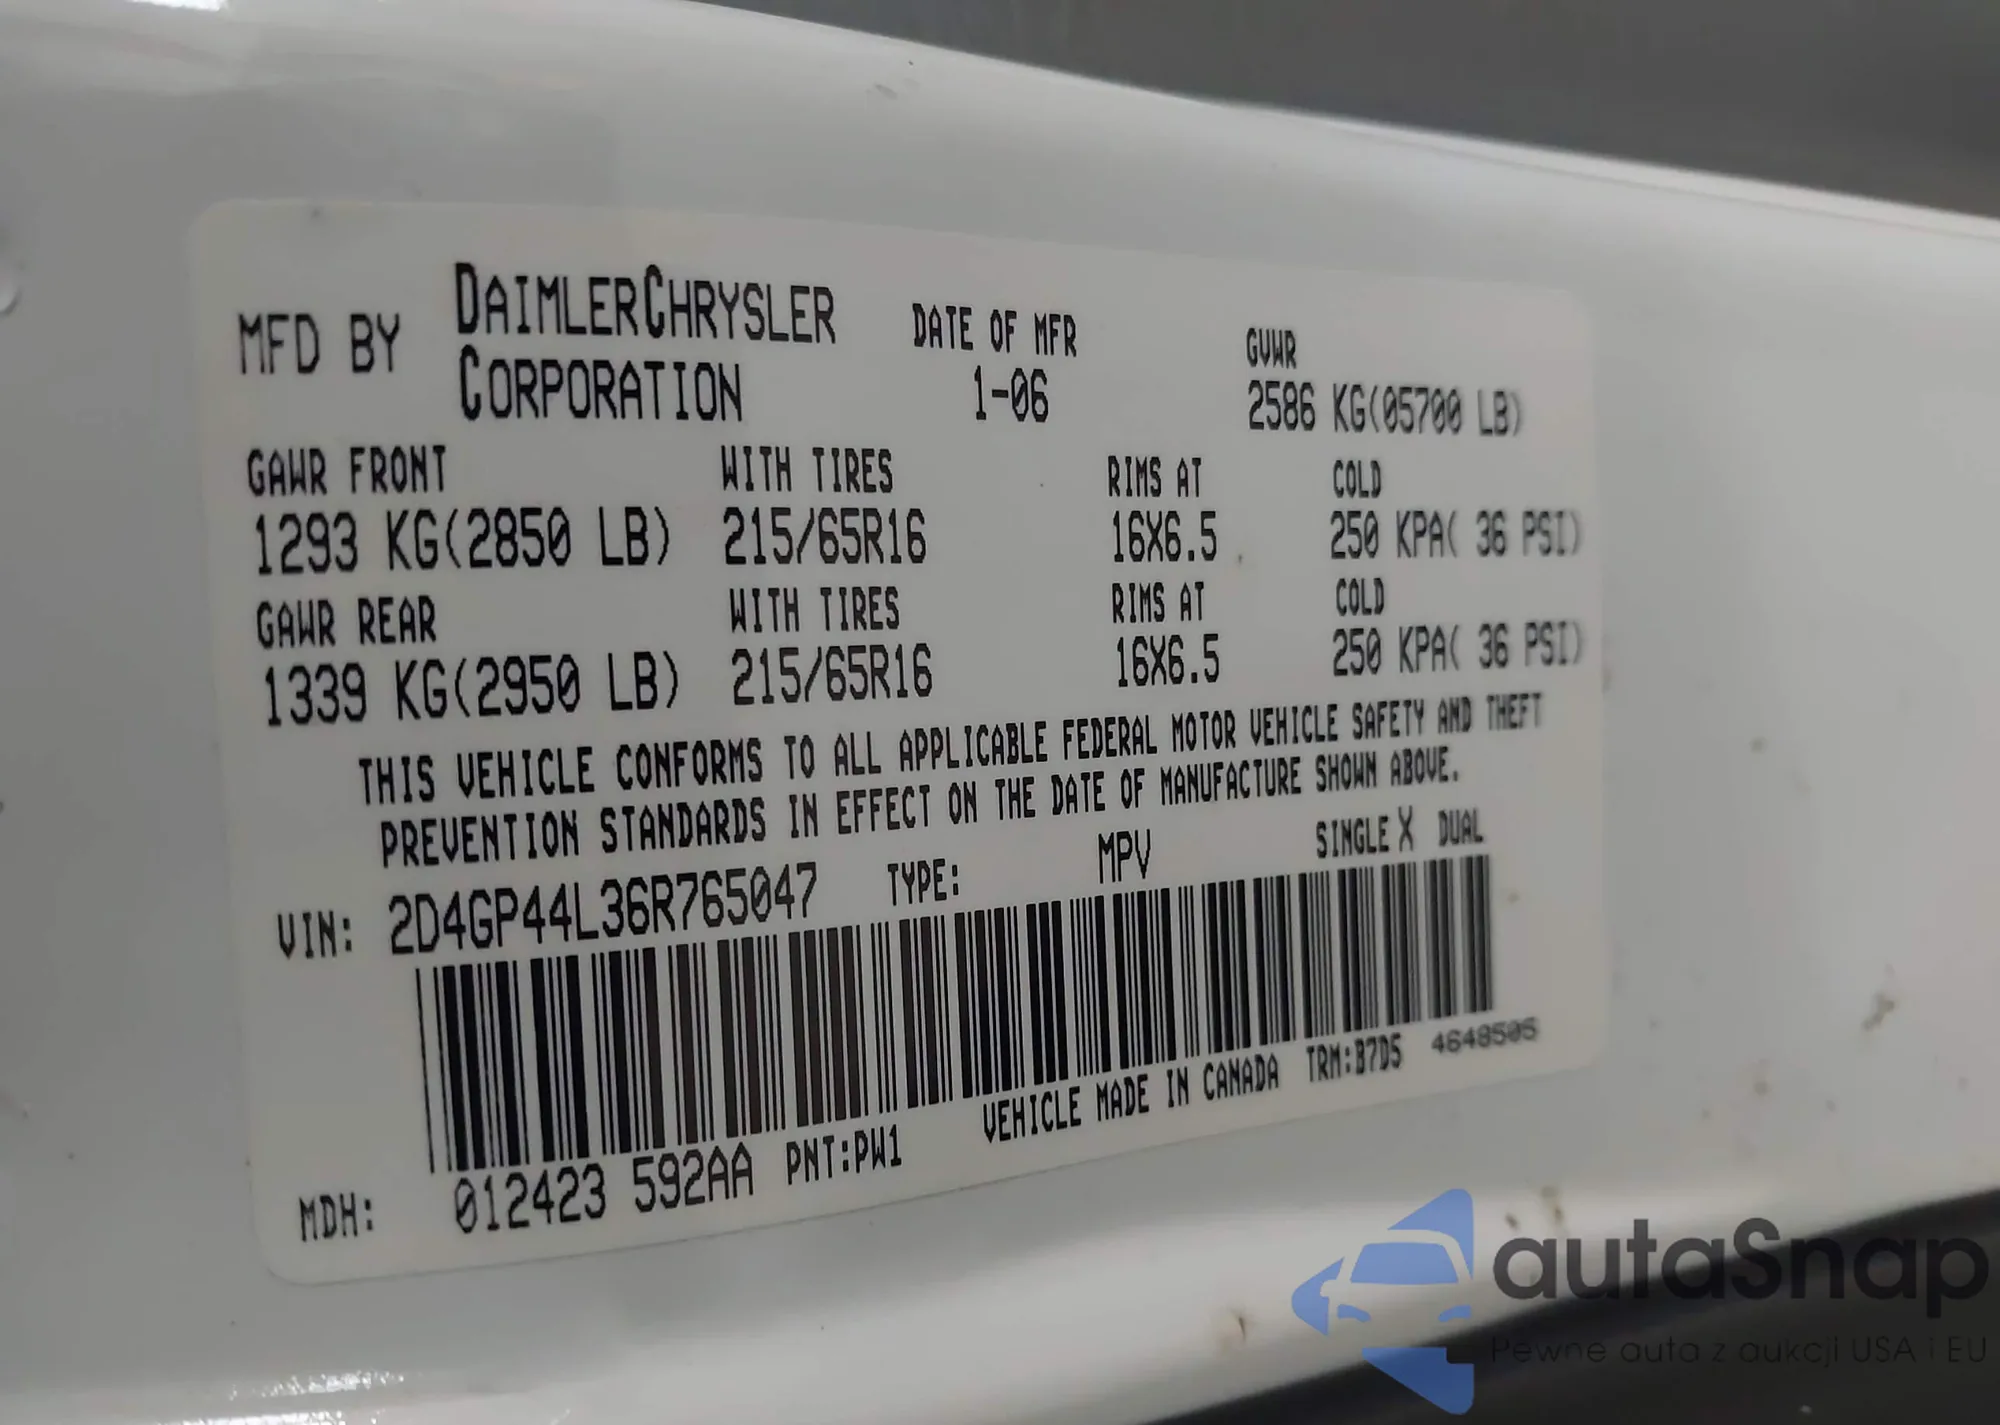 MFD BY DAIMLERCHRYSLER CORPORATION DATE OF MFR 1-06 GVWR 2586 KG(05700 LB)
GAWR FRONT WITH TIRES RIMS AT COLD
1293 KG(2850 LB) 215/65R16 16X6.5 250 KPA( 36 PSI)
GAWR REAR WITH TIRES RIMS AT COLD
1339 KG(2950 LB) 215/65R16 16X6.5 250 KPA( 36 PSI)
THIS VEHICLE CONFORMS TO ALL APPLICABLE FEDERAL MOTOR VEHICLE SAFETY AND THEFT
PREVENTION STANDARDS IN EFFECT ON THE DATE OF MANUFACTURE SHOWN ABOVE.
VIN: 2D4GP44L36R765047 TYPE: MPV SINGLE X DUAL
VEHICLE MADE IN CANADA TRM:B7D5 4648505
MDH: 012423 592AA PNT:PW1
autaSnap
Pewne auta z aukcji USA i EU